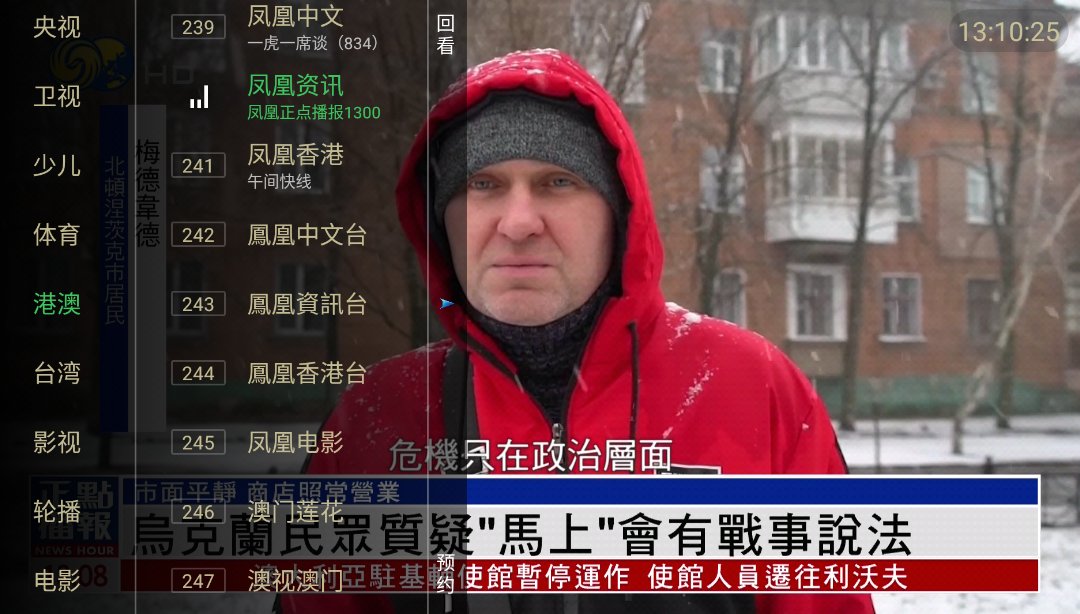 央视
卫视
少儿
体育
港澳
台湾
影视
轮播
电影
239 凤凰中文
一虎一席谈（834）
凤凰资讯
凤凰正点播报1300
241 凤凰香港
午间快线
242 鳳凰中文台
243 鳳凰資訊台
244 鳳凰香港台
245 凤凰电影
246 澳门莲花
247 澳视澳门
回看
预约
13:10:25
HD
梅德韋德
北頓涅茨克市居民
危機只在政治層面
正點播報
NEWS HOUR
市面平靜 商店照常營業
烏克蘭民眾質疑"馬上"會有戰事說法
使館暫停運作 使館人員遷往利沃夫